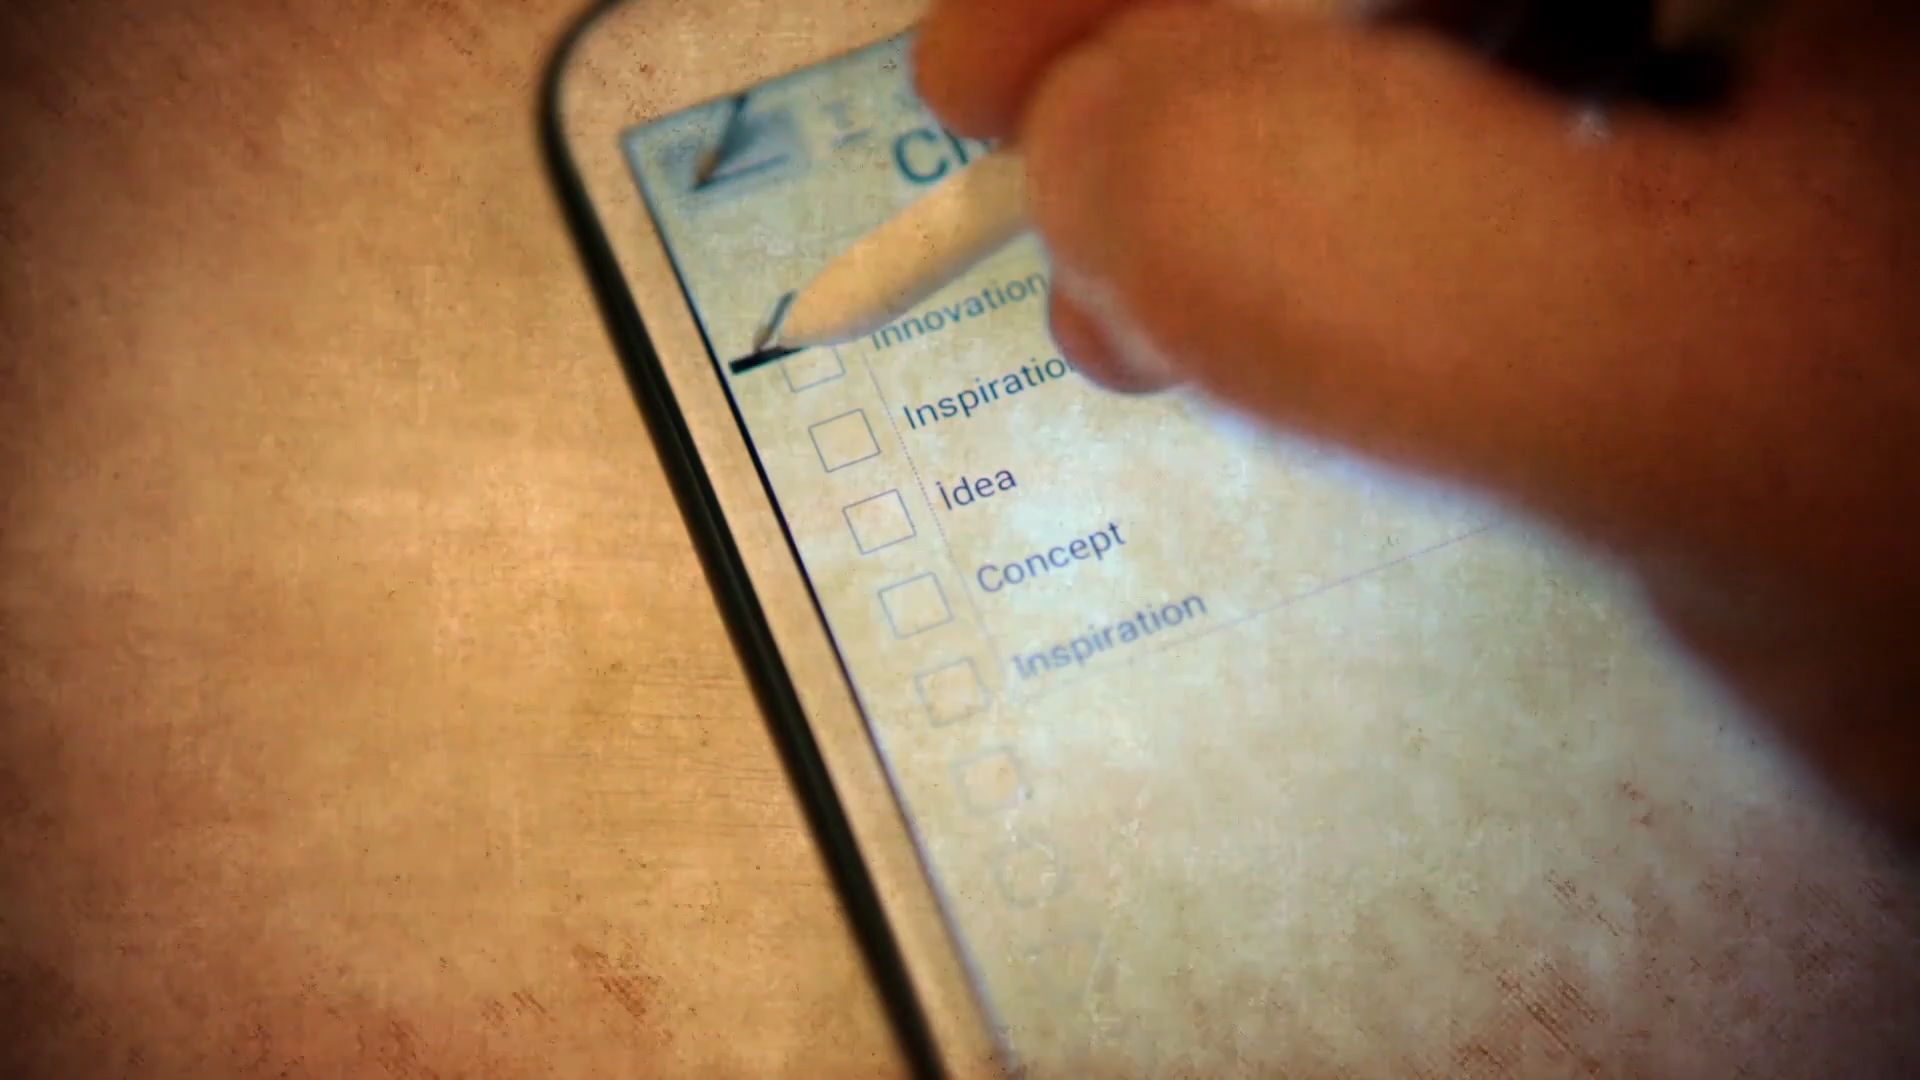 Innovation
Inspiration
Idea
Concept
Inspiration